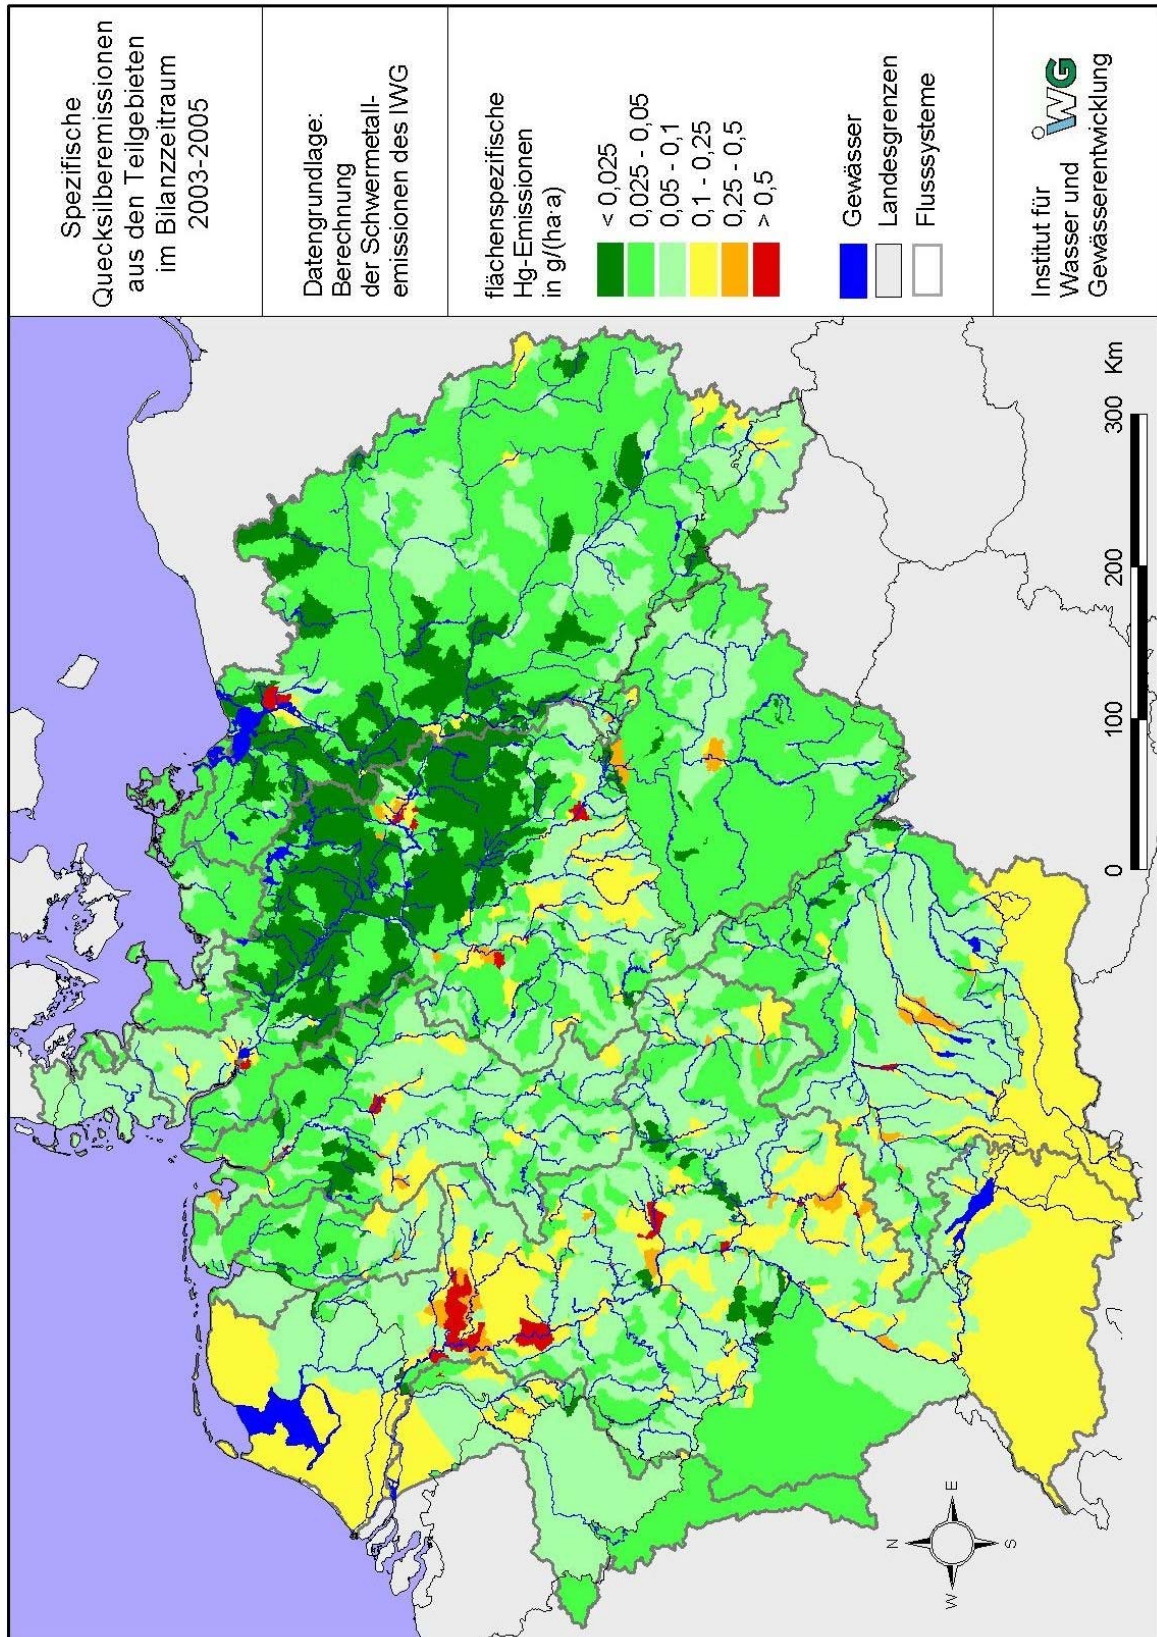 Spezifische
Quecksilberemissionen
aus den Teilgebieten
im Bilanzzeitraum
2003-2005
Datengrundlage:
Berechnung
der Schwermetall-
emissionen des IWG
flächenspezifische
Hg-Emissionen
in g/(ha·a)
< 0,025
0,025 - 0,05
0,05 - 0,1
0,1 - 0,25
0,25 - 0,5
> 0,5
Gewässer
Landesgrenzen
Flusssysteme
Institut für
Wasser und
Gewässerentwicklung
iWG
N
W
E
S
0
100
200
300
Km